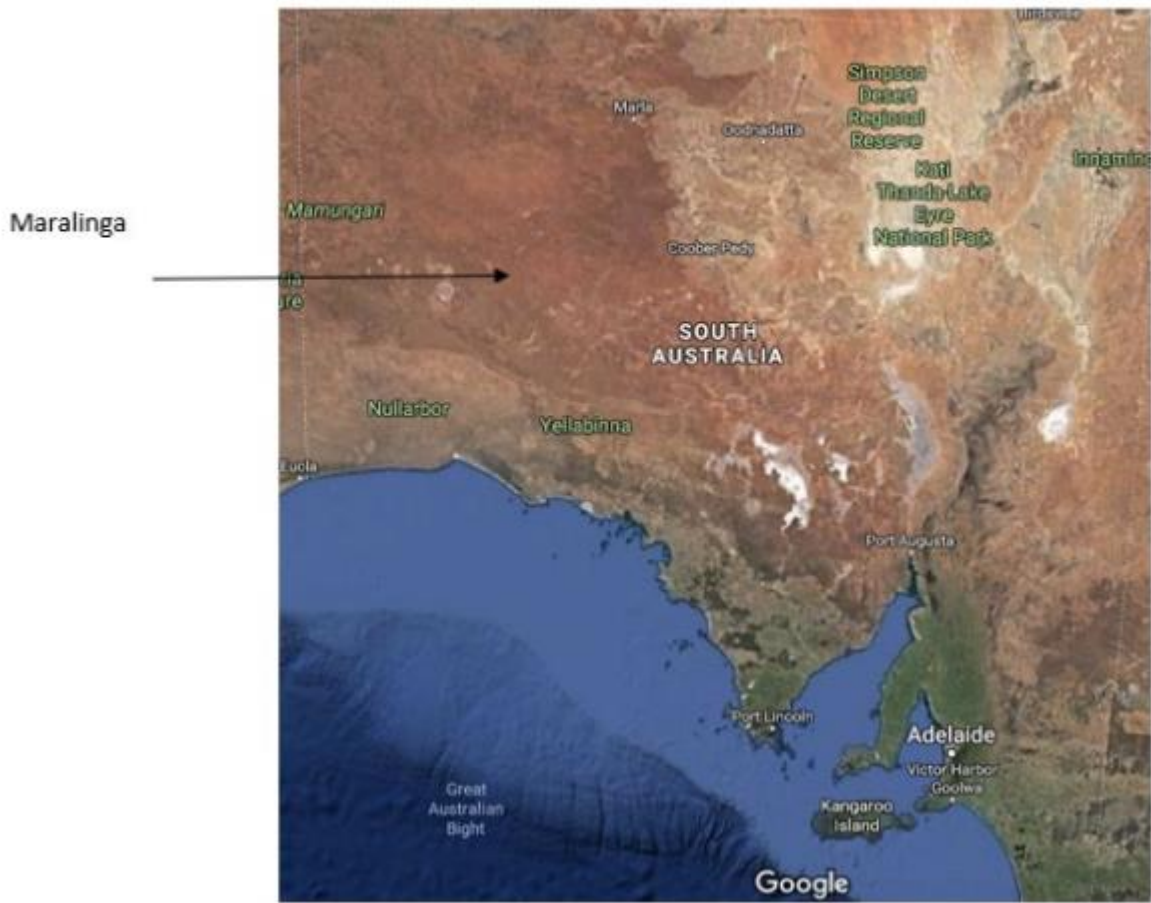 Maralinga
Simpson
Desert
Regional
Reserve
Marla
Oodnadatta
Kati
Thanda-Lake
Eyre
National Park
Innaminc
Mamungari
Coober Pedy
SOUTH
AUSTRALIA
Nullarbor
Yellabinna
Eucla
Port Augusta
Port Lincoln
Adelaide
Victor Harbor
Goolwa
Great
Australian
Bight
Kangaroo
Island
Google